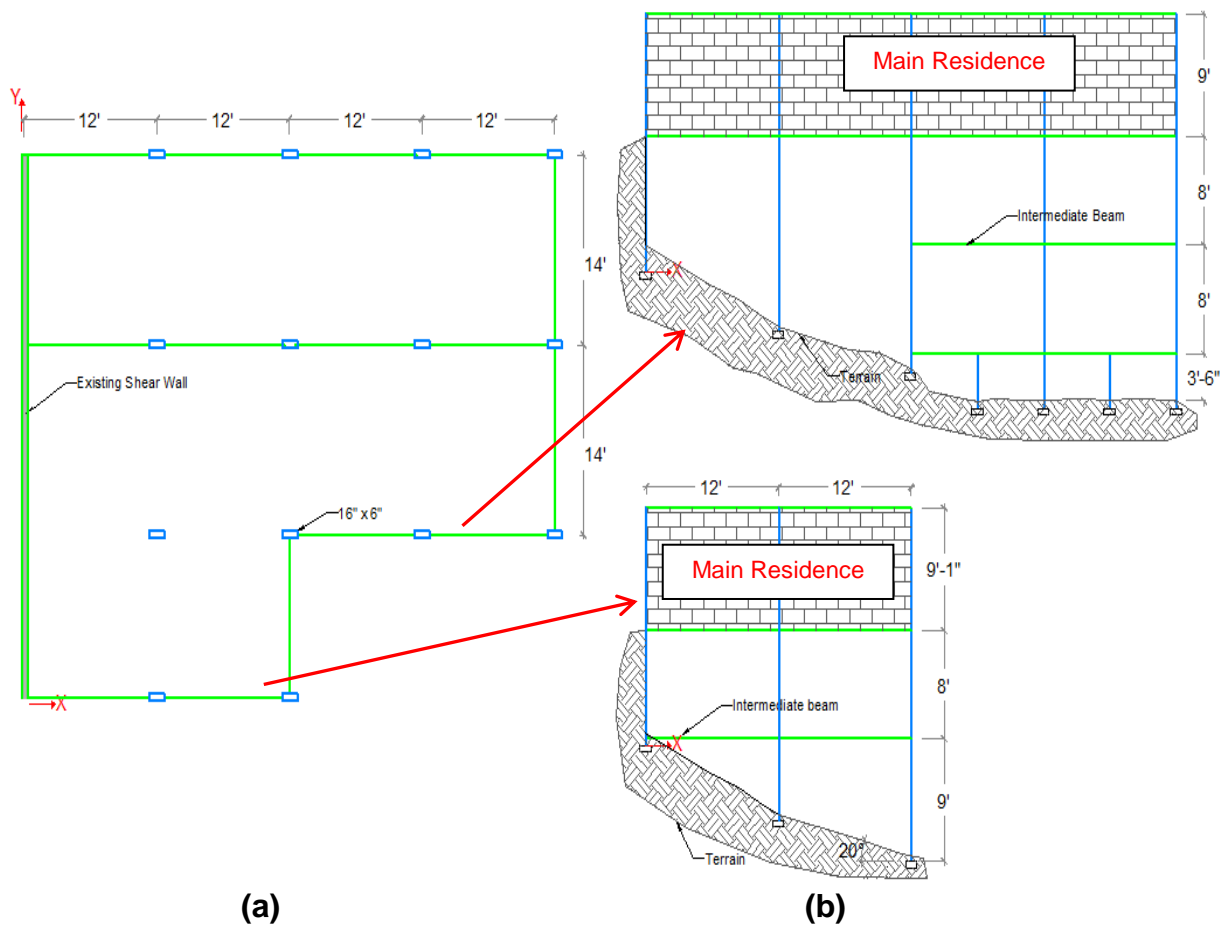 Y
12'
12'
12'
12'
14'
14'
Existing Shear Wall
16" x6"
X
(a)
Main Residence
9'
8'
Intermediate Beam
8'
X
Terrain
3'-6"
12'
12'
Main Residence
9'-1"
8'
Intermediate beam
X
9'
20°
Terrain
(b)